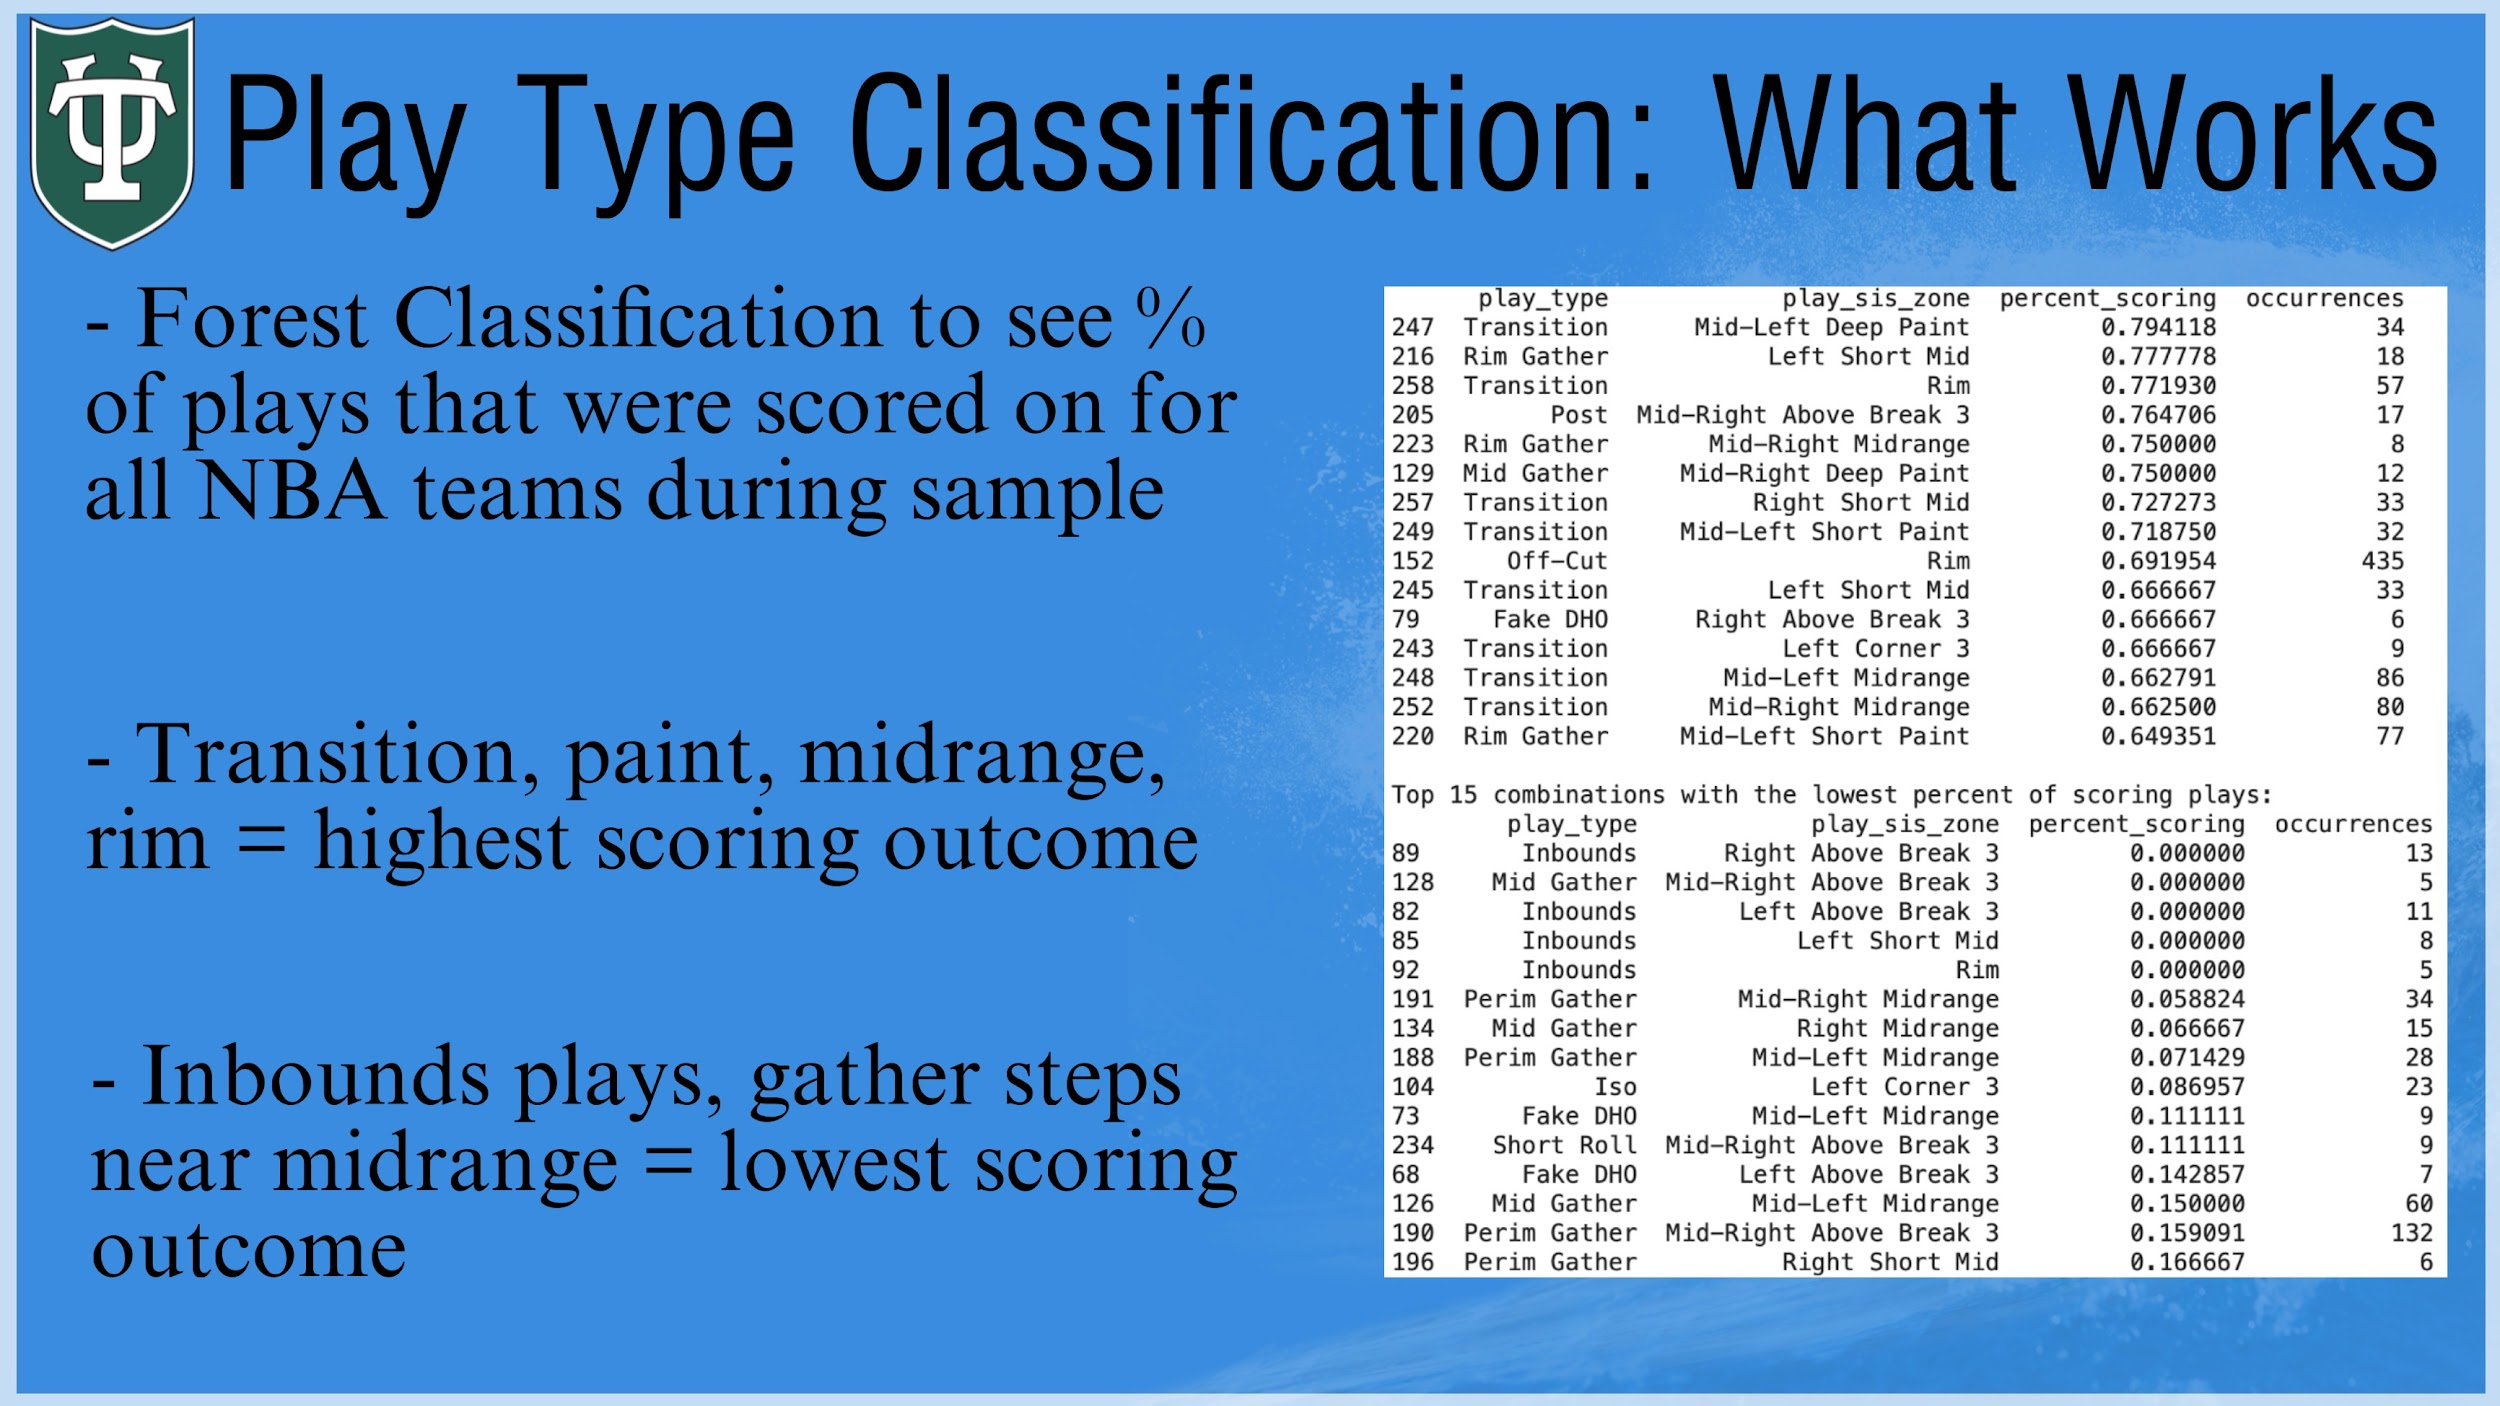 Play Type Classification: What Works
- Forest Classification to see %
of plays that were scored on for
all NBA teams during sample
- Transition, paint, midrange,
rim = highest scoring outcome
- Inbounds plays, gather steps
near midrange = lowest scoring
outcome
play_type play_sis_zone percent_scoring occurrences
247 Transition Mid-Left Deep Paint 0.794118 34
216 Rim Gather Left Short Mid 0.777778 18
258 Transition Rim 0.771930 57
205 Post Mid-Right Above Break 3 0.764706 17
223 Rim Gather Mid-Right Midrange 0.750000 8
129 Mid Gather Mid-Right Deep Paint 0.750000 12
257 Transition Right Short Mid 0.727273 33
249 Transition Mid-Left Short Paint 0.718750 32
152 Off-Cut Rim 0.691954 435
245 Transition Left Short Mid 0.666667 33
79 Fake DHO Right Above Break 3 0.666667 6
243 Transition Left Corner 3 0.666667 9
248 Transition Mid-Left Midrange 0.662791 86
252 Transition Mid-Right Midrange 0.662500 80
220 Rim Gather Mid-Left Short Paint 0.649351 77
Top 15 combinations with the lowest percent of scoring plays:
play_type play_sis_zone percent_scoring occurrences
89 Inbounds Right Above Break 3 0.000000 13
128 Mid Gather Mid-Right Above Break 3 0.000000 5
82 Inbounds Left Above Break 3 0.000000 11
85 Inbounds Left Short Mid 0.000000 8
92 Inbounds Rim 0.000000 5
191 Perim Gather Mid-Right Midrange 0.058824 34
134 Mid Gather Right Midrange 0.066667 15
188 Perim Gather Mid-Left Midrange 0.071429 28
104 Iso Left Corner 3 0.086957 23
73 Fake DHO Mid-Left Midrange 0.111111 9
234 Short Roll Mid-Right Above Break 3 0.111111 9
68 Fake DHO Left Above Break 3 0.142857 7
126 Mid Gather Mid-Left Midrange 0.150000 60
190 Perim Gather Mid-Right Above Break 3 0.159091 132
196 Perim Gather Right Short Mid 0.166667 6